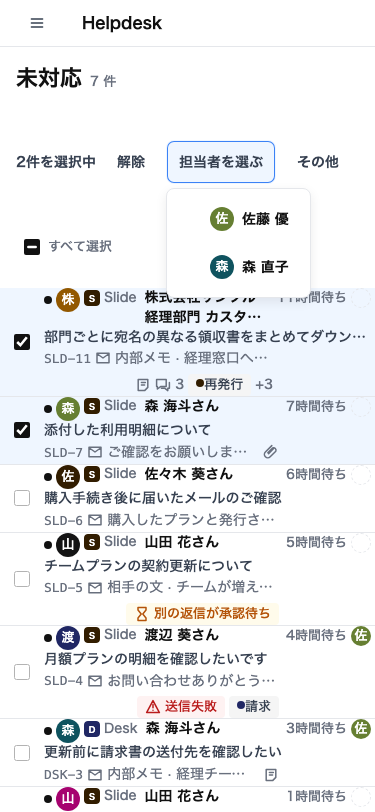 Helpdesk
未対応 7 件
2件を選択中 解除 担当者を選ぶ その他
佐 佐藤 優
森 森 直子
すべて選択
株 S Slide 株式会社サンプル 11時間待ち
経理部門 カスタ…
部門ごとに宛名の異なる領収書をまとめてダウン…
SLD-11 内部メモ · 経理窓口へ…
3 再発行 +3
森 S Slide 森 海斗さん 7時間待ち
添付した利用明細について
SLD-7 ご確認をお願いしま…
佐 S Slide 佐々木 葵さん 6時間待ち
購入手続き後に届いたメールのご確認
SLD-6 購入したプランと発行さ…
山 S Slide 山田 花さん 5時間待ち
チームプランの契約更新について
SLD-5 相手の文 · チームが増え…
別の返信が承認待ち
渡 S Slide 渡辺 葵さん 4時間待ち 佐
月額プランの明細を確認したいです
SLD-4 お問い合わせありがとう…
送信失敗 請求
森 D Desk 森 海斗さん 3時間待ち 佐
更新前に請求書の送付先を確認したい
DSK-3 内部メモ · 経理チー…
山 S Slide 山田 花さん 1時間待ち